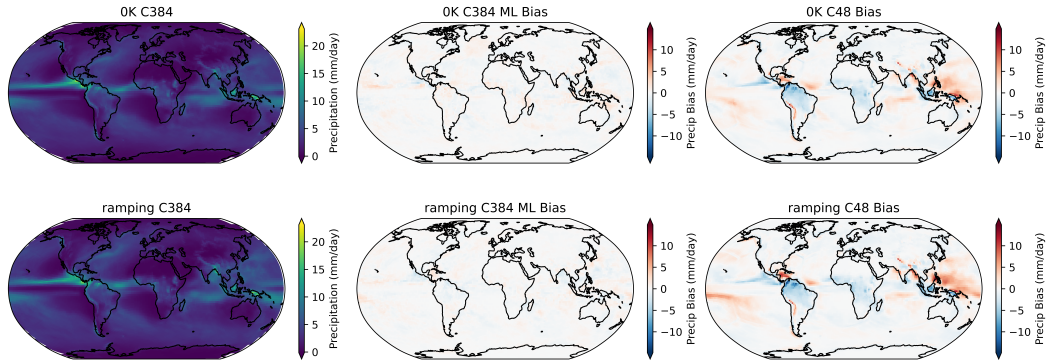 0K C384
0K C384 ML Bias
0K C48 Bias
20
15
10
5
0
Precipitation (mm/day)
10
5
0
−5
−10
Precip Bias (mm/day)
10
5
0
−5
−10
Precip Bias (mm/day)
ramping C384
ramping C384 ML Bias
ramping C48 Bias
20
15
10
5
0
Precipitation (mm/day)
10
5
0
−5
−10
Precip Bias (mm/day)
10
5
0
−5
−10
Precip Bias (mm/day)